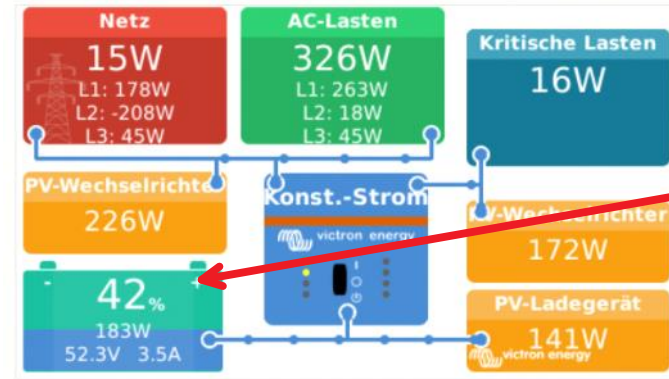 Netz
15W
L1: 178W
L2: -208W
L3: 45W
AC-Lasten
326W
L1: 263W
L2: 18W
L3: 45W
Kritische Lasten
16W
PV-Wechselrichte
226W
Konst.-Strom
victron energy
PV-Wechselrichter
172W
- +
42%
183W
52.3V 3.5A
PV-Ladegerät
141W
victron energy